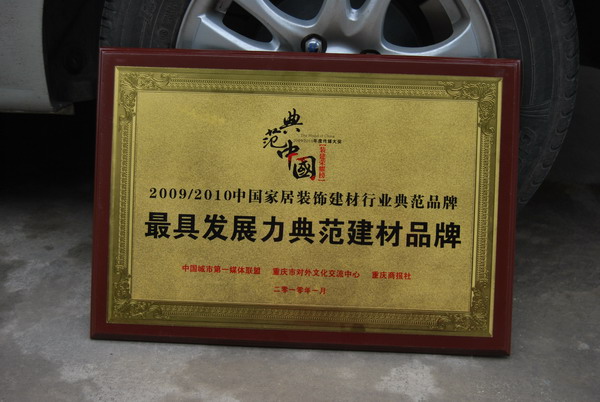 典范中国
2009/2010中国家居装饰建材行业典范品牌
最具发展力典范建材品牌
中国城市第一媒体联盟 重庆市对外文化交流中心 重庆商报社
二零一零年一月